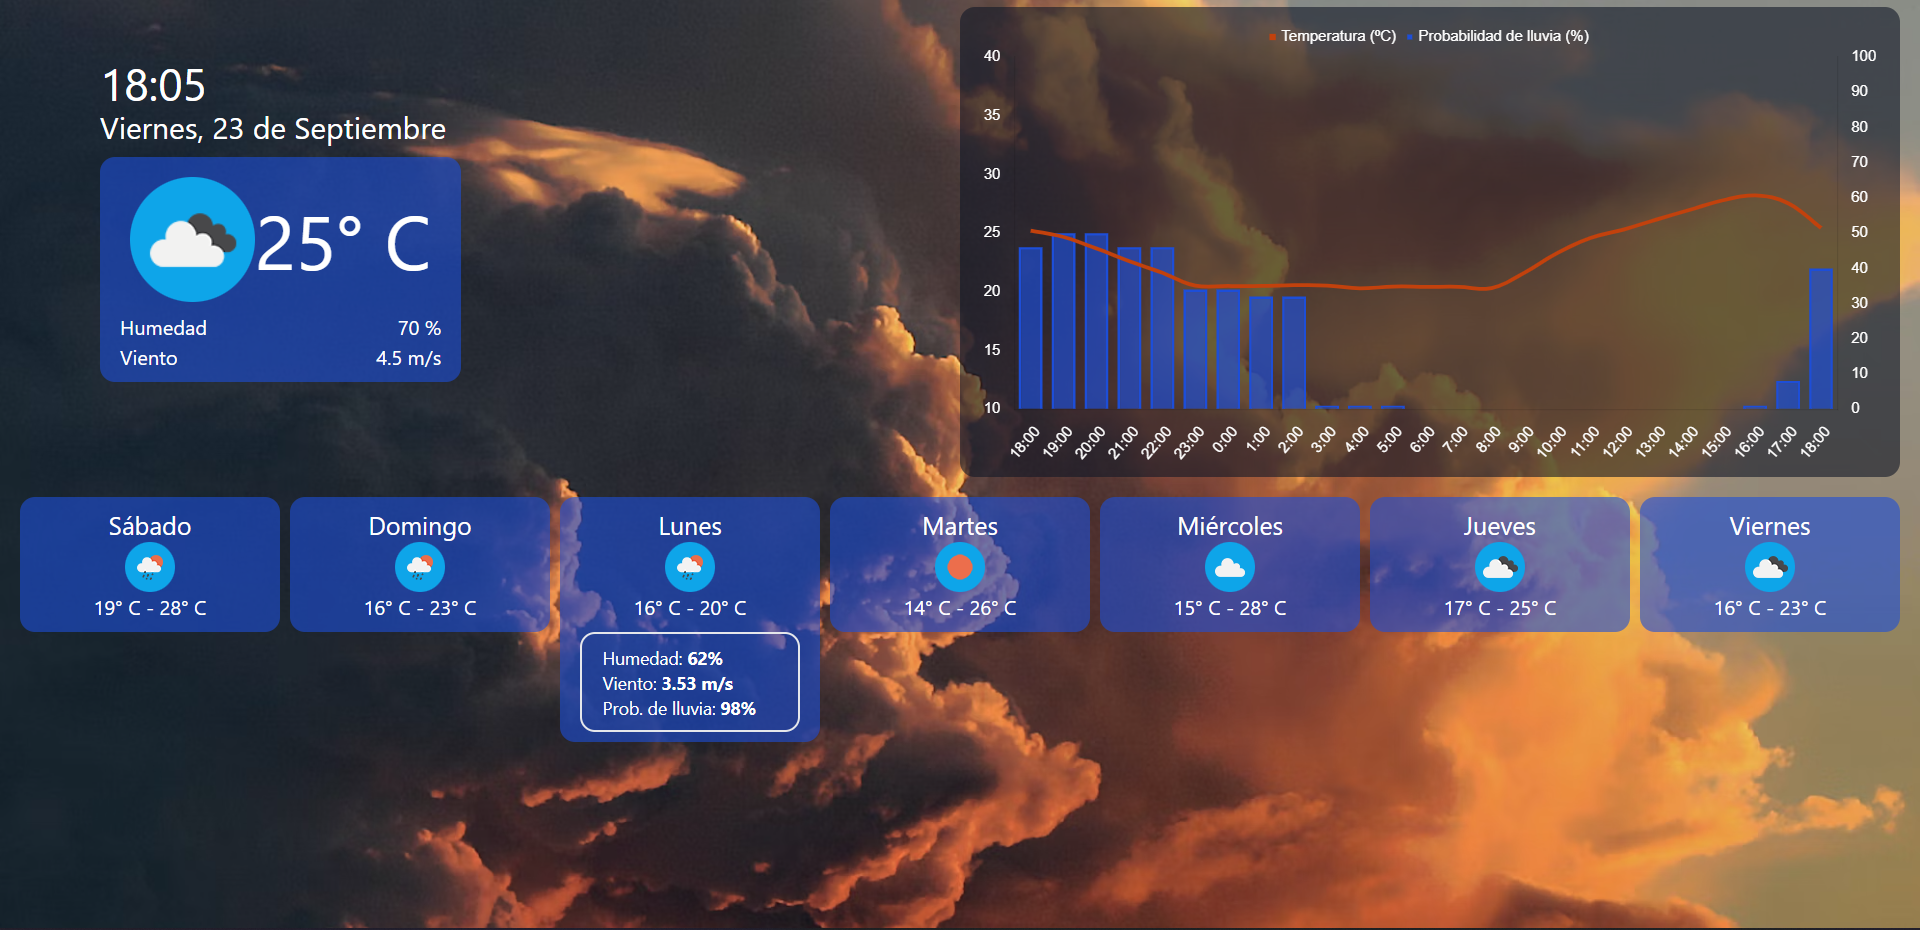 18:05
Viernes, 23 de Septiembre
25° C
Humedad 70 %
Viento 4.5 m/s
Temperatura (ºC) Probabilidad de lluvia (%)
40
35
30
25
20
15
10
100
90
80
70
60
50
40
30
20
10
0
18:00 19:00 20:00 21:00 22:00 23:00 0:00 1:00 2:00 3:00 4:00 5:00 6:00 7:00 8:00 9:00 10:00 11:00 12:00 13:00 14:00 15:00 16:00 17:00 18:00
Sábado
19° C - 28° C
Domingo
16° C - 23° C
Lunes
16° C - 20° C
Humedad: 62%
Viento: 3.53 m/s
Prob. de lluvia: 98%
Martes
14° C - 26° C
Miércoles
15° C - 28° C
Jueves
17° C - 25° C
Viernes
16° C - 23° C